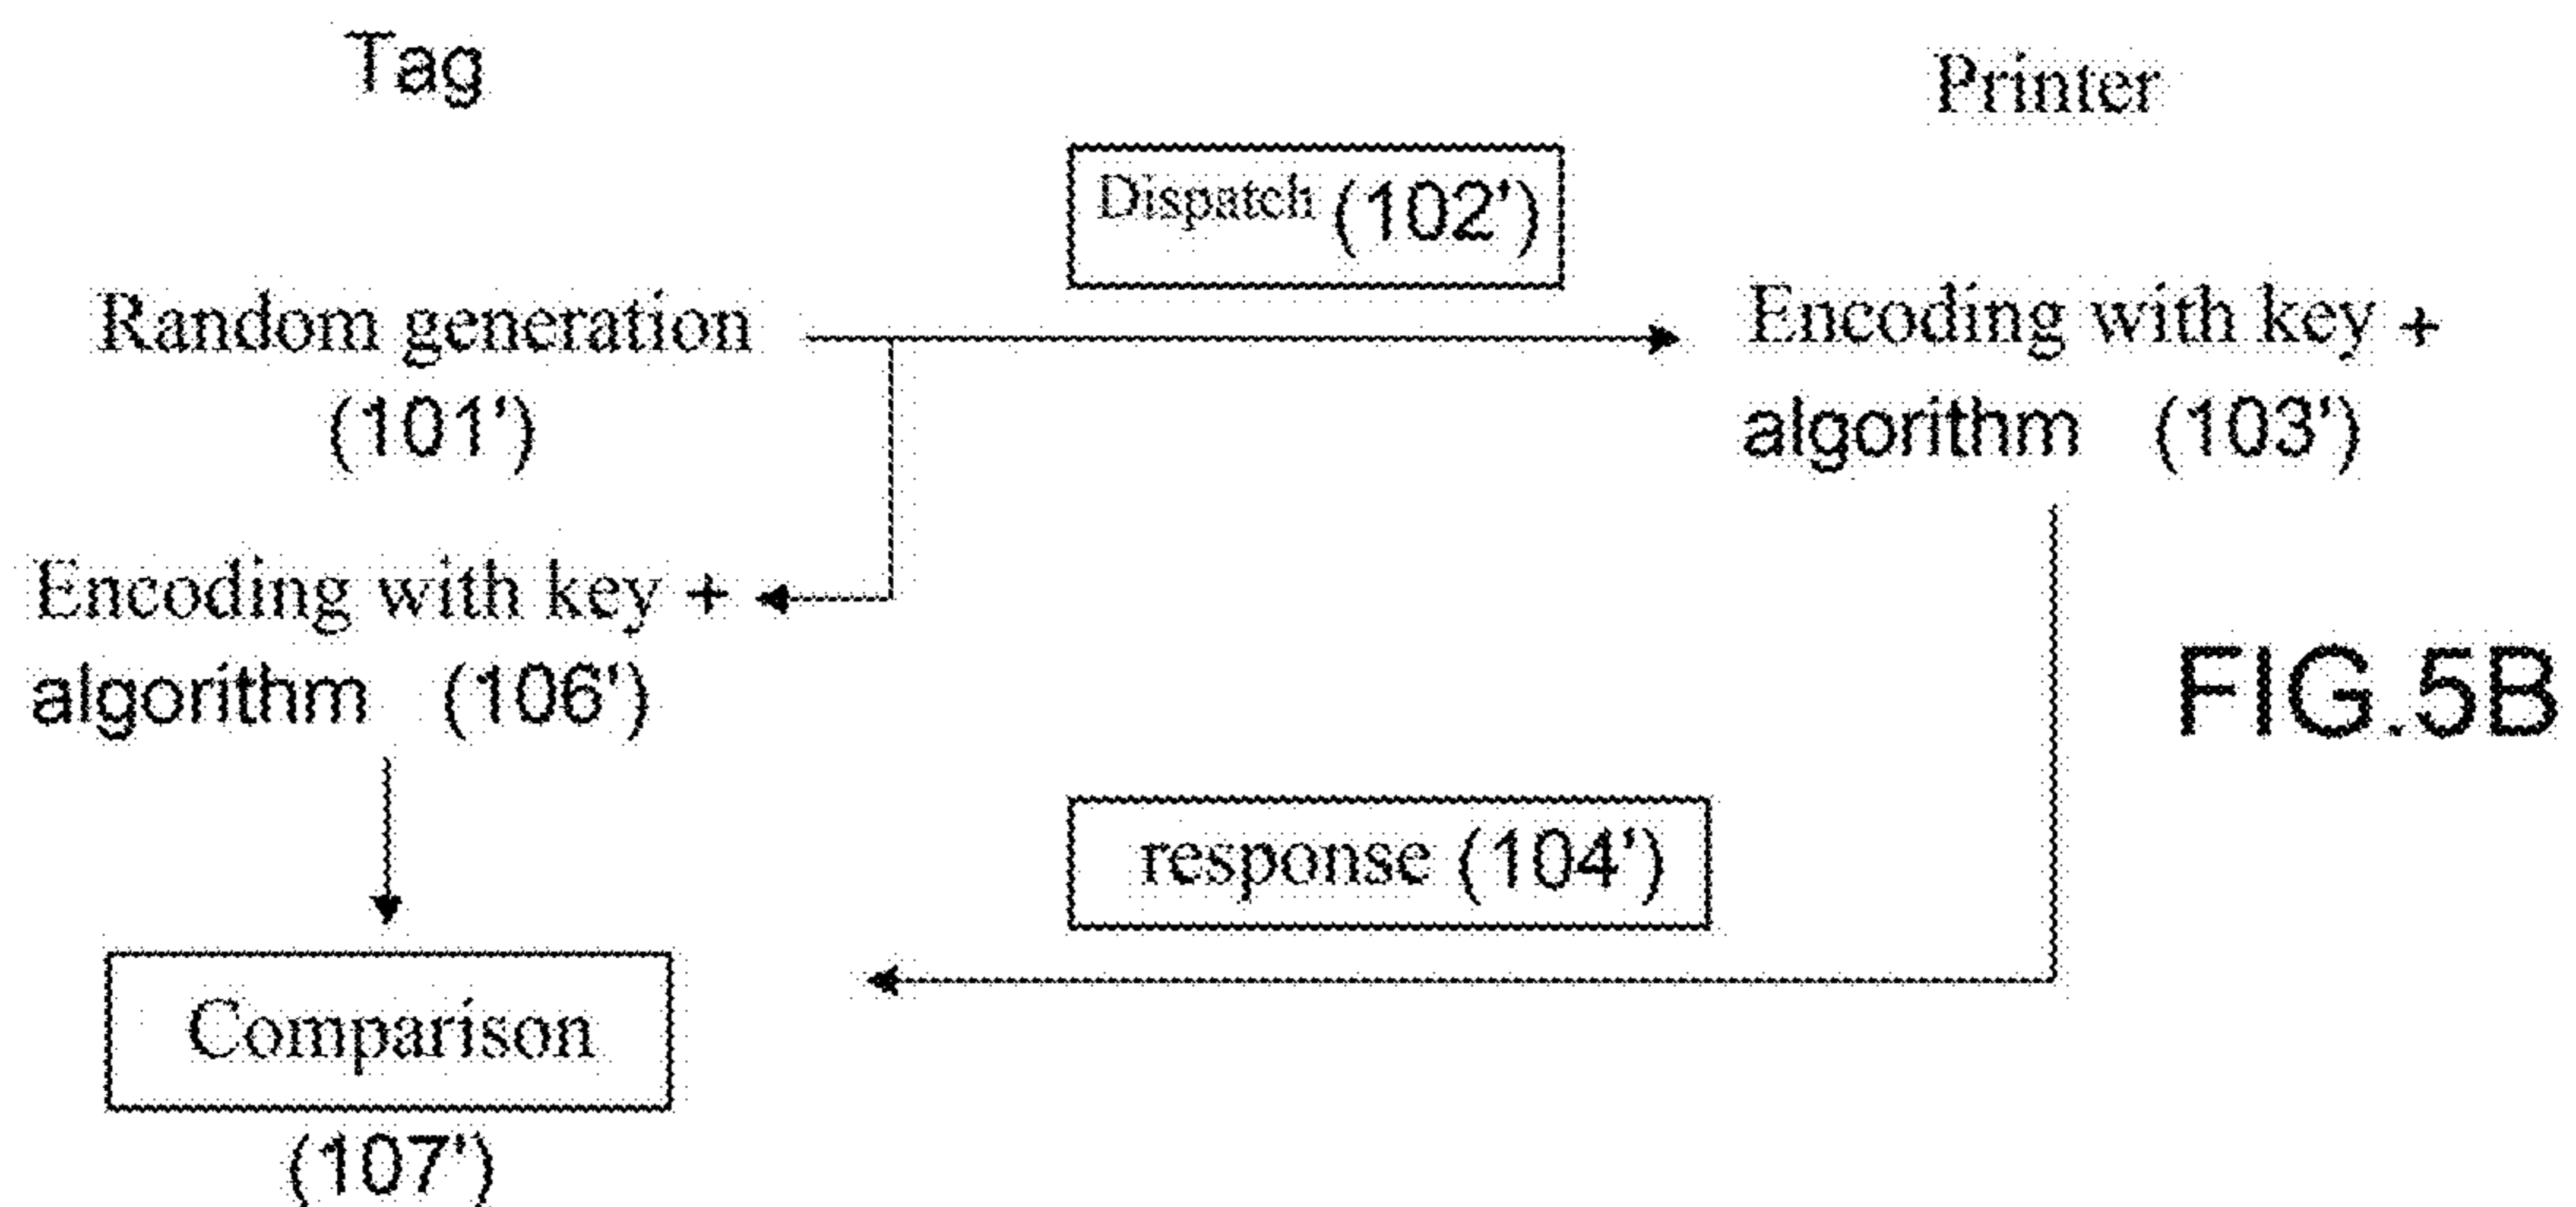 Tag
Printer
Dispatch (102')
Random generation
(101')
Encoding with key +
algorithm (103')
Encoding with key +
algorithm (106')
FIG.5B
response (104')
Comparison
(107')